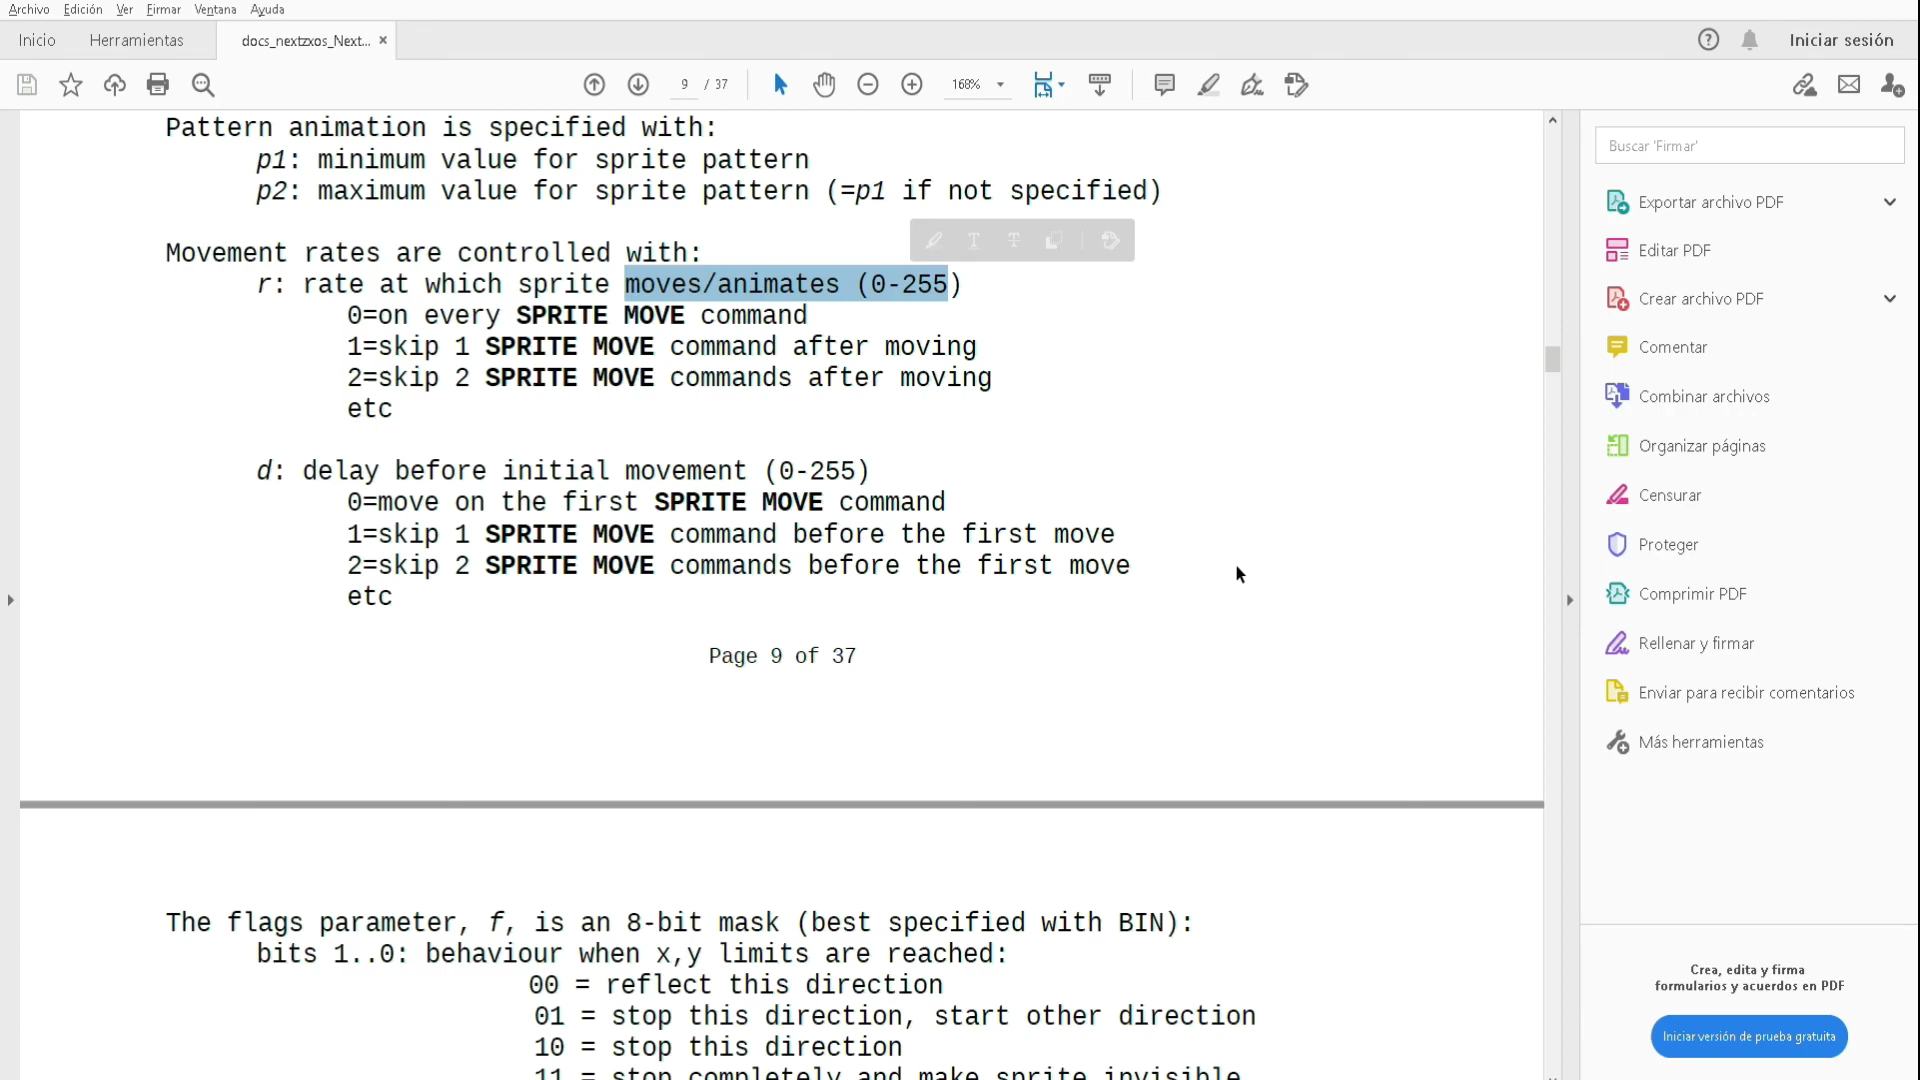 Archivo Edición Ver Firmar Ventana Ayuda
Inicio Herramientas docs_nextzxos_Next... × Iniciar sesión
9 / 37 168%
Pattern animation is specified with:
p1: minimum value for sprite pattern
p2: maximum value for sprite pattern (=p1 if not specified)
Movement rates are controlled with:
r: rate at which sprite moves/animates (0-255)
0=on every SPRITE MOVE command
1=skip 1 SPRITE MOVE command after moving
2=skip 2 SPRITE MOVE commands after moving
etc
d: delay before initial movement (0-255)
0=move on the first SPRITE MOVE command
1=skip 1 SPRITE MOVE command before the first move
2=skip 2 SPRITE MOVE commands before the first move
etc
Page 9 of 37
The flags parameter, f, is an 8-bit mask (best specified with BIN):
bits 1..0: behaviour when x,y limits are reached:
00 = reflect this direction
01 = stop this direction, start other direction
10 = stop this direction
11 = stop completely and make sprite invisible
Buscar 'Firmar'
Exportar archivo PDF
Editar PDF
Crear archivo PDF
Comentar
Combinar archivos
Organizar páginas
Censurar
Proteger
Comprimir PDF
Rellenar y firmar
Enviar para recibir comentarios
Más herramientas
Crea, edita y firma
formularios y acuerdos en PDF
Iniciar versión de prueba gratuita